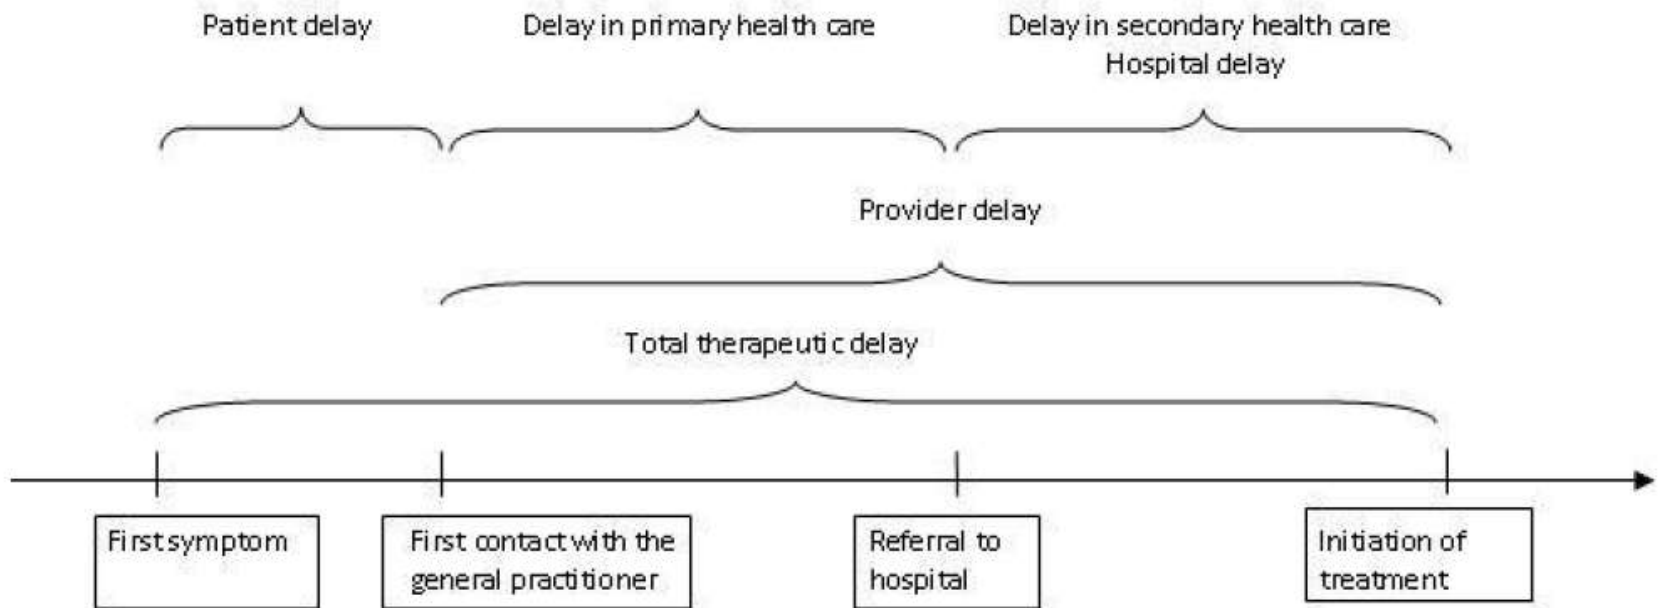 Patient delay
Delay in primary health care
Delay in secondary health care
Hospital delay
Provider delay
Total therapeutic delay
First symptom
First contact with the
general practitioner
Referral to
hospital
Initiation of
treatment